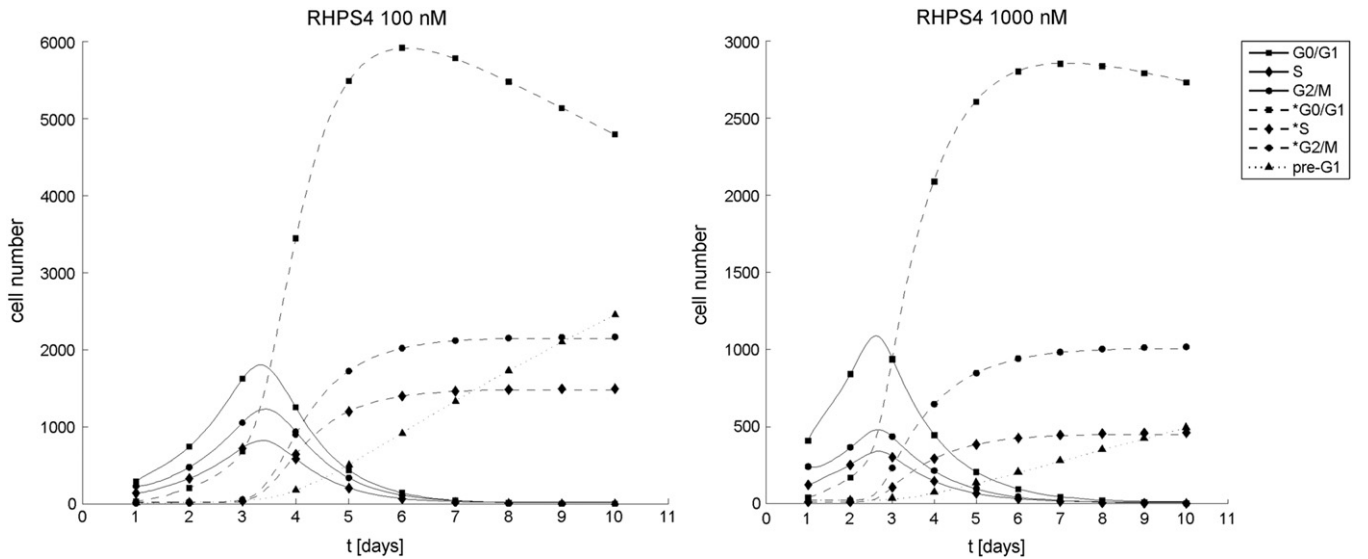 RHPS4 100 nM
6000
5000
4000
3000
2000
1000
0
cell number
0 1 2 3 4 5 6 7 8 9 10 11
t [days]
RHPS4 1000 nM
3000
2500
2000
1500
1000
500
0
cell number
0 1 2 3 4 5 6 7 8 9 10 11
t [days]
G0/G1
S
G2/M
*G0/G1
*S
*G2/M
pre-G1